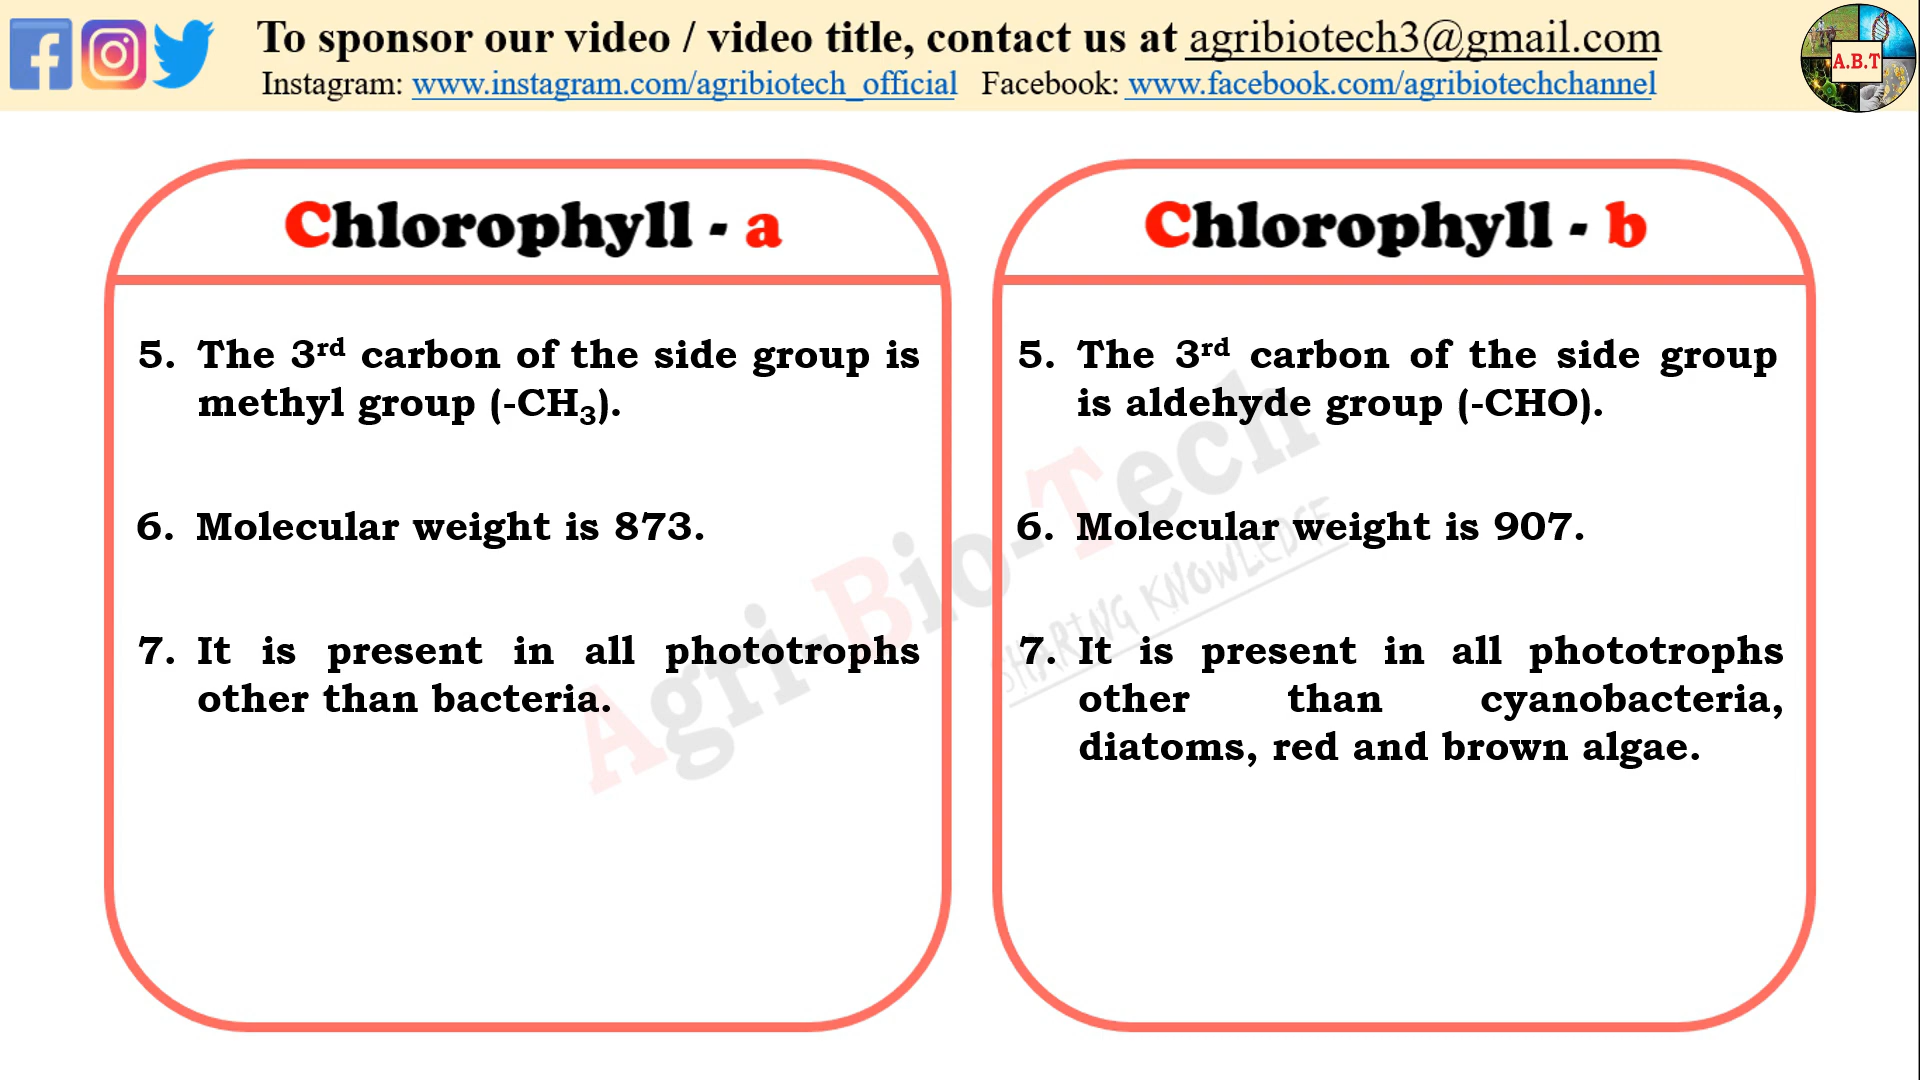 To sponsor our video / video title, contact us at agribiotech3@gmail.com
Instagram: www.instagram.com/agribiotech_official Facebook: www.facebook.com/agribiotechchannel
A.B.T
Chlorophyll - a
5. The 3rd carbon of the side group is
methyl group (-CH₃).
6. Molecular weight is 873.
7. It is present in all phototrophs
other than bacteria.
Chlorophyll - b
5. The 3rd carbon of the side group
is aldehyde group (-CHO).
6. Molecular weight is 907.
7. It is present in all phototrophs
other than cyanobacteria,
diatoms, red and brown algae.
Agri-Bio-Tech
SHARING KNOWLEDGE